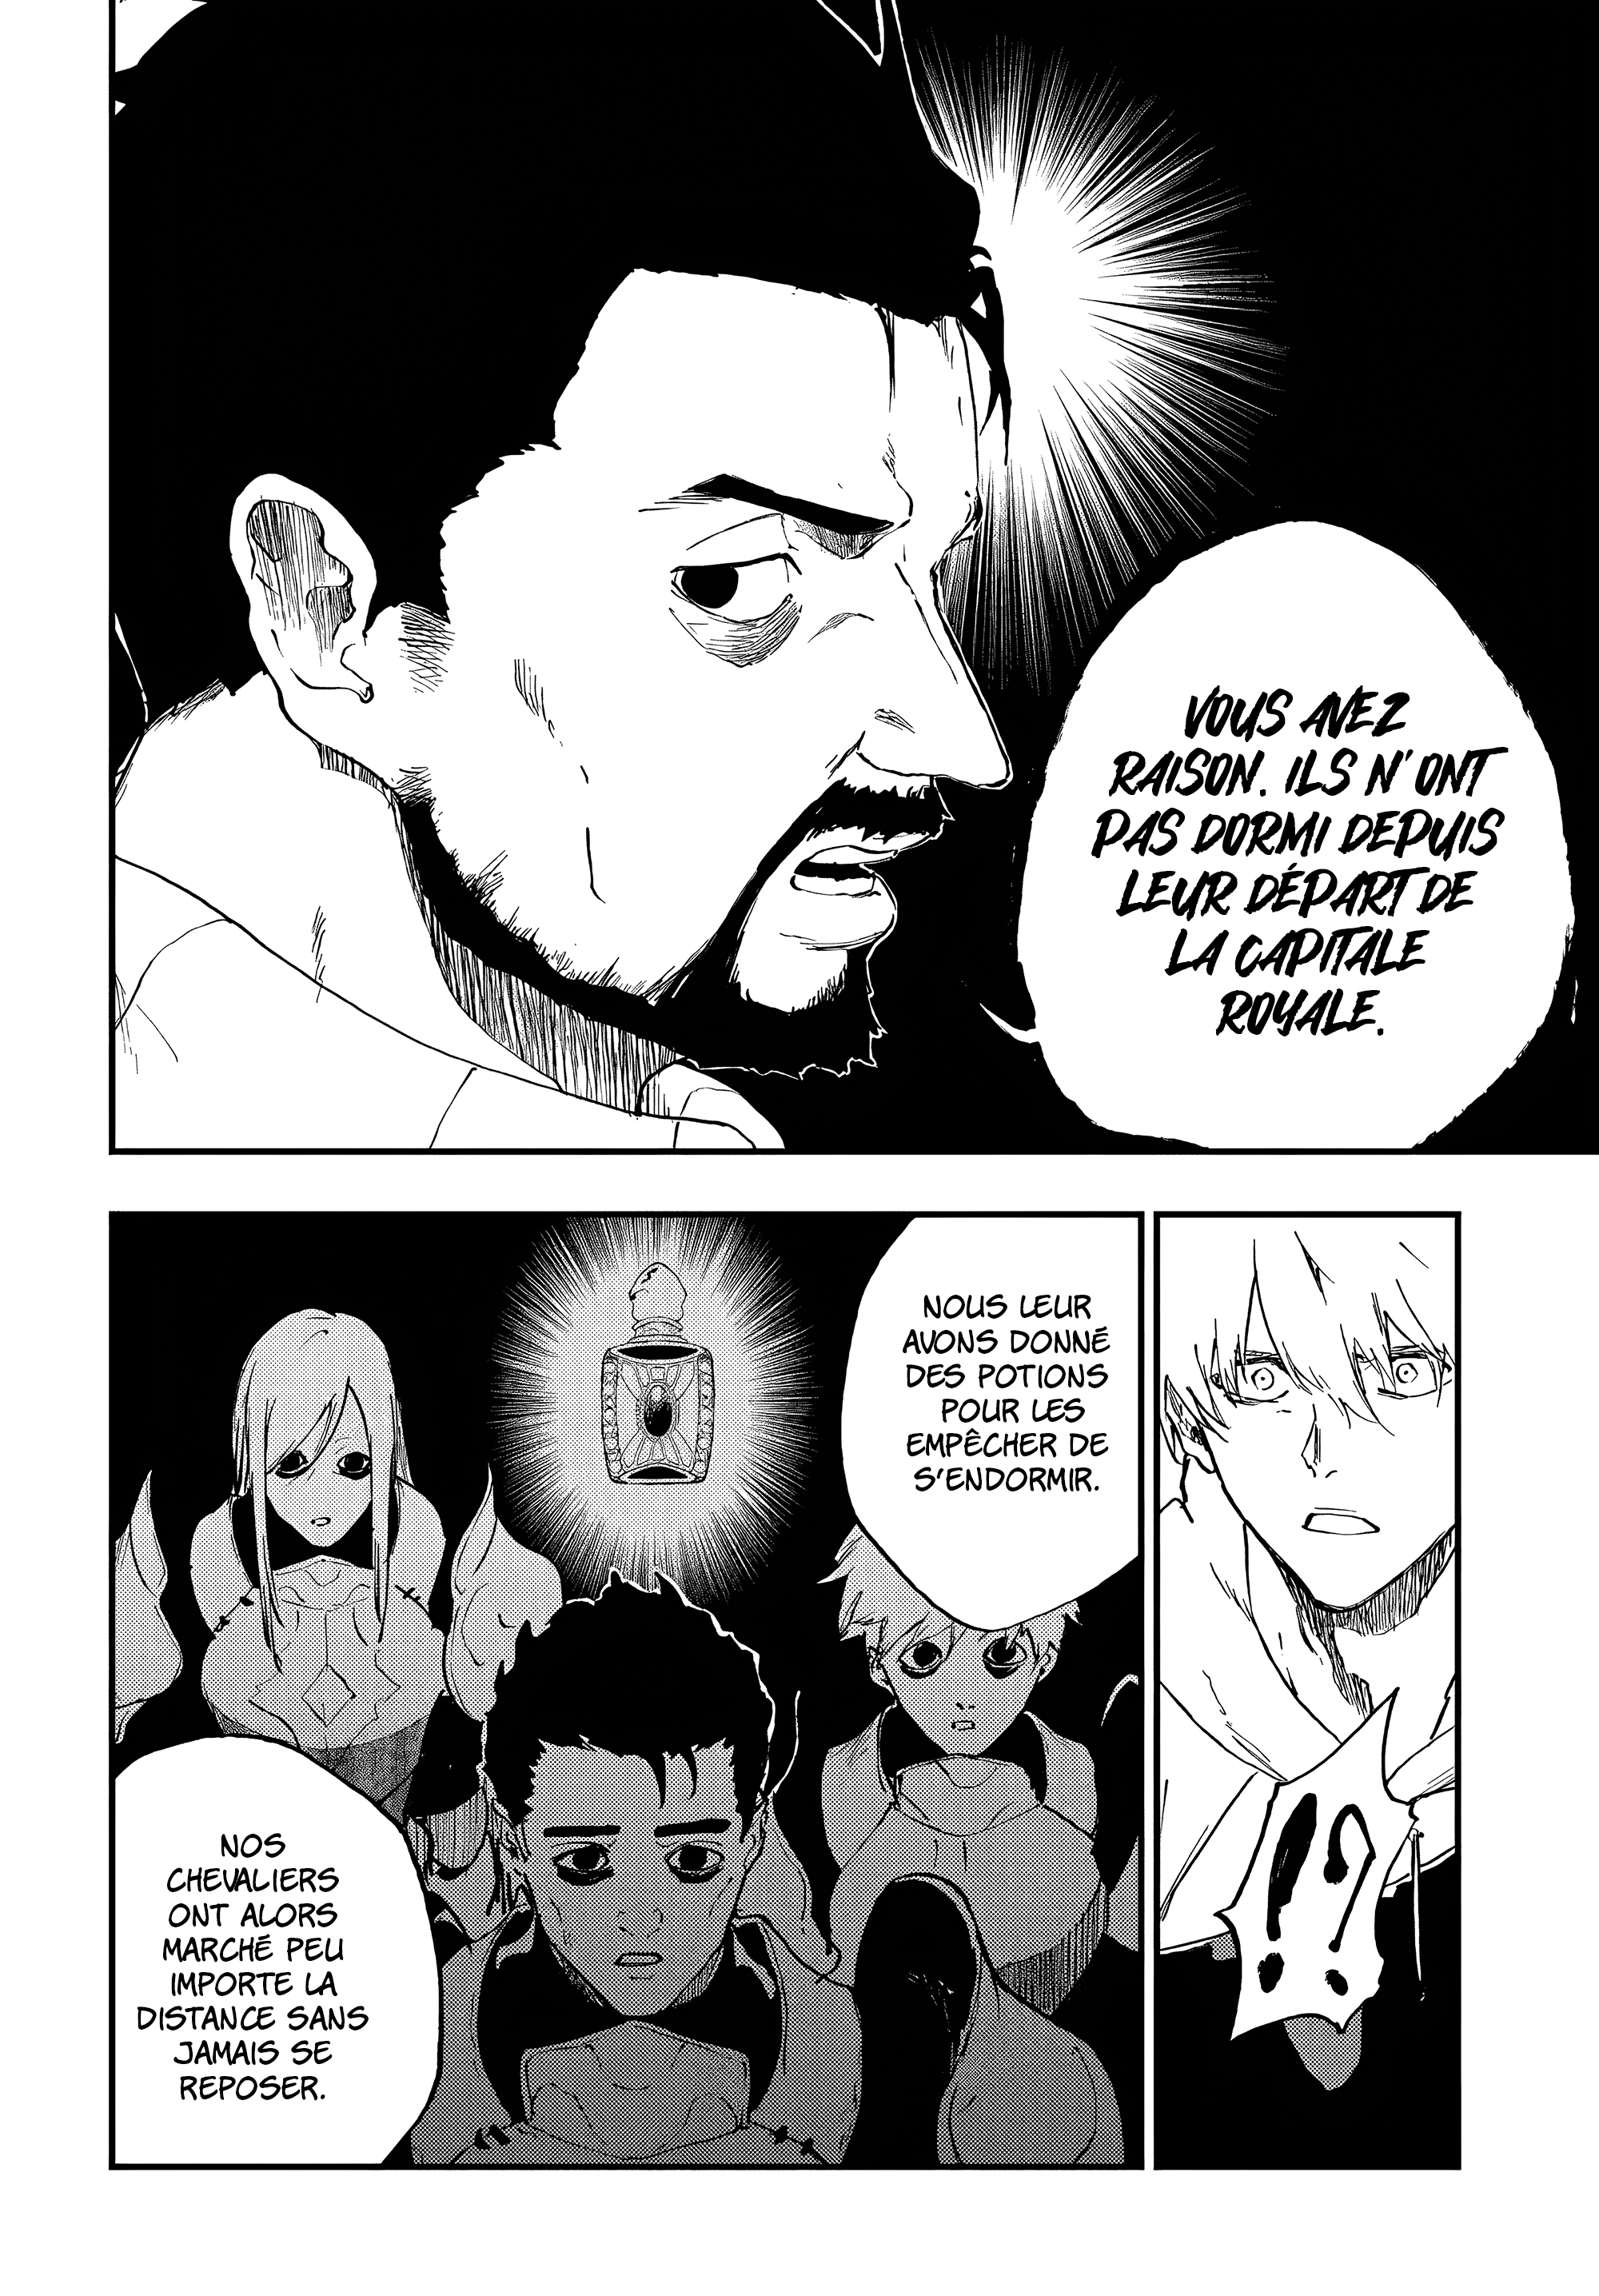 VOUS AVEZ
RAISON. ILS N'ONT
PAS DORMI DEPUIS
LEUR DÉPART DE
LA CAPITALE
ROYALE.
!?
NOUS LEUR
AVONS DONNÉ
DES POTIONS
POUR LES
EMPÊCHER DE
S'ENDORMIR.
NOS
CHEVALIERS
ONT ALORS
MARCHÉ PEU
IMPORTE LA
DISTANCE SANS
JAMAIS SE
REPOSER.